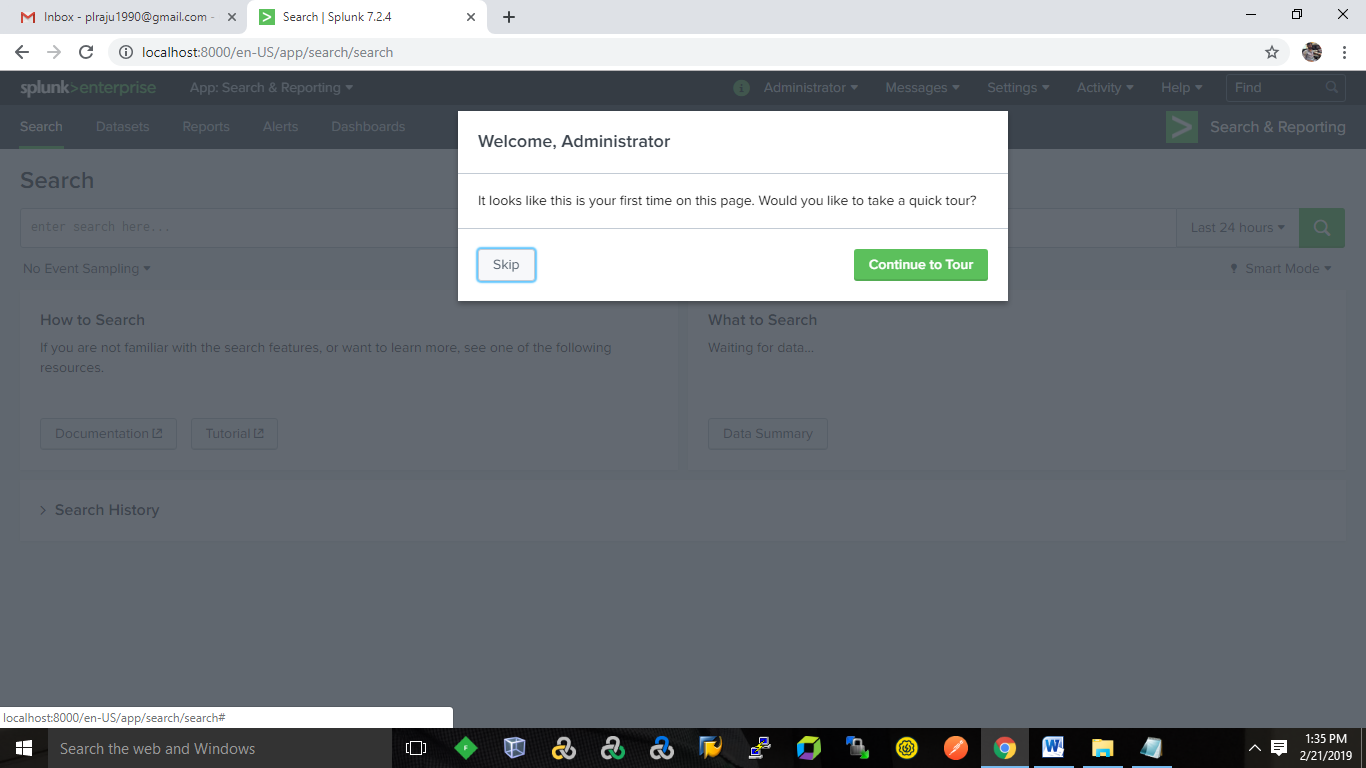 Inbox - plraju1990@gmail.com -
Search | Splunk 7.2.4
localhost:8000/en-US/app/search/search
splunk>enterprise App: Search & Reporting
i Administrator Messages Settings Activity Help Find
Search Datasets Reports Alerts Dashboards
Search & Reporting
Welcome, Administrator
It looks like this is your first time on this page. Would you like to take a quick tour?
Skip Continue to Tour
Search
enter search here...
Last 24 hours
No Event Sampling
Smart Mode
How to Search
If you are not familiar with the search features, or want to learn more, see one of the following
resources.
Documentation Tutorial
What to Search
Waiting for data...
Data Summary
Search History
localhost:8000/en-US/app/search/search#
Search the web and Windows
1:35 PM
2/21/2019